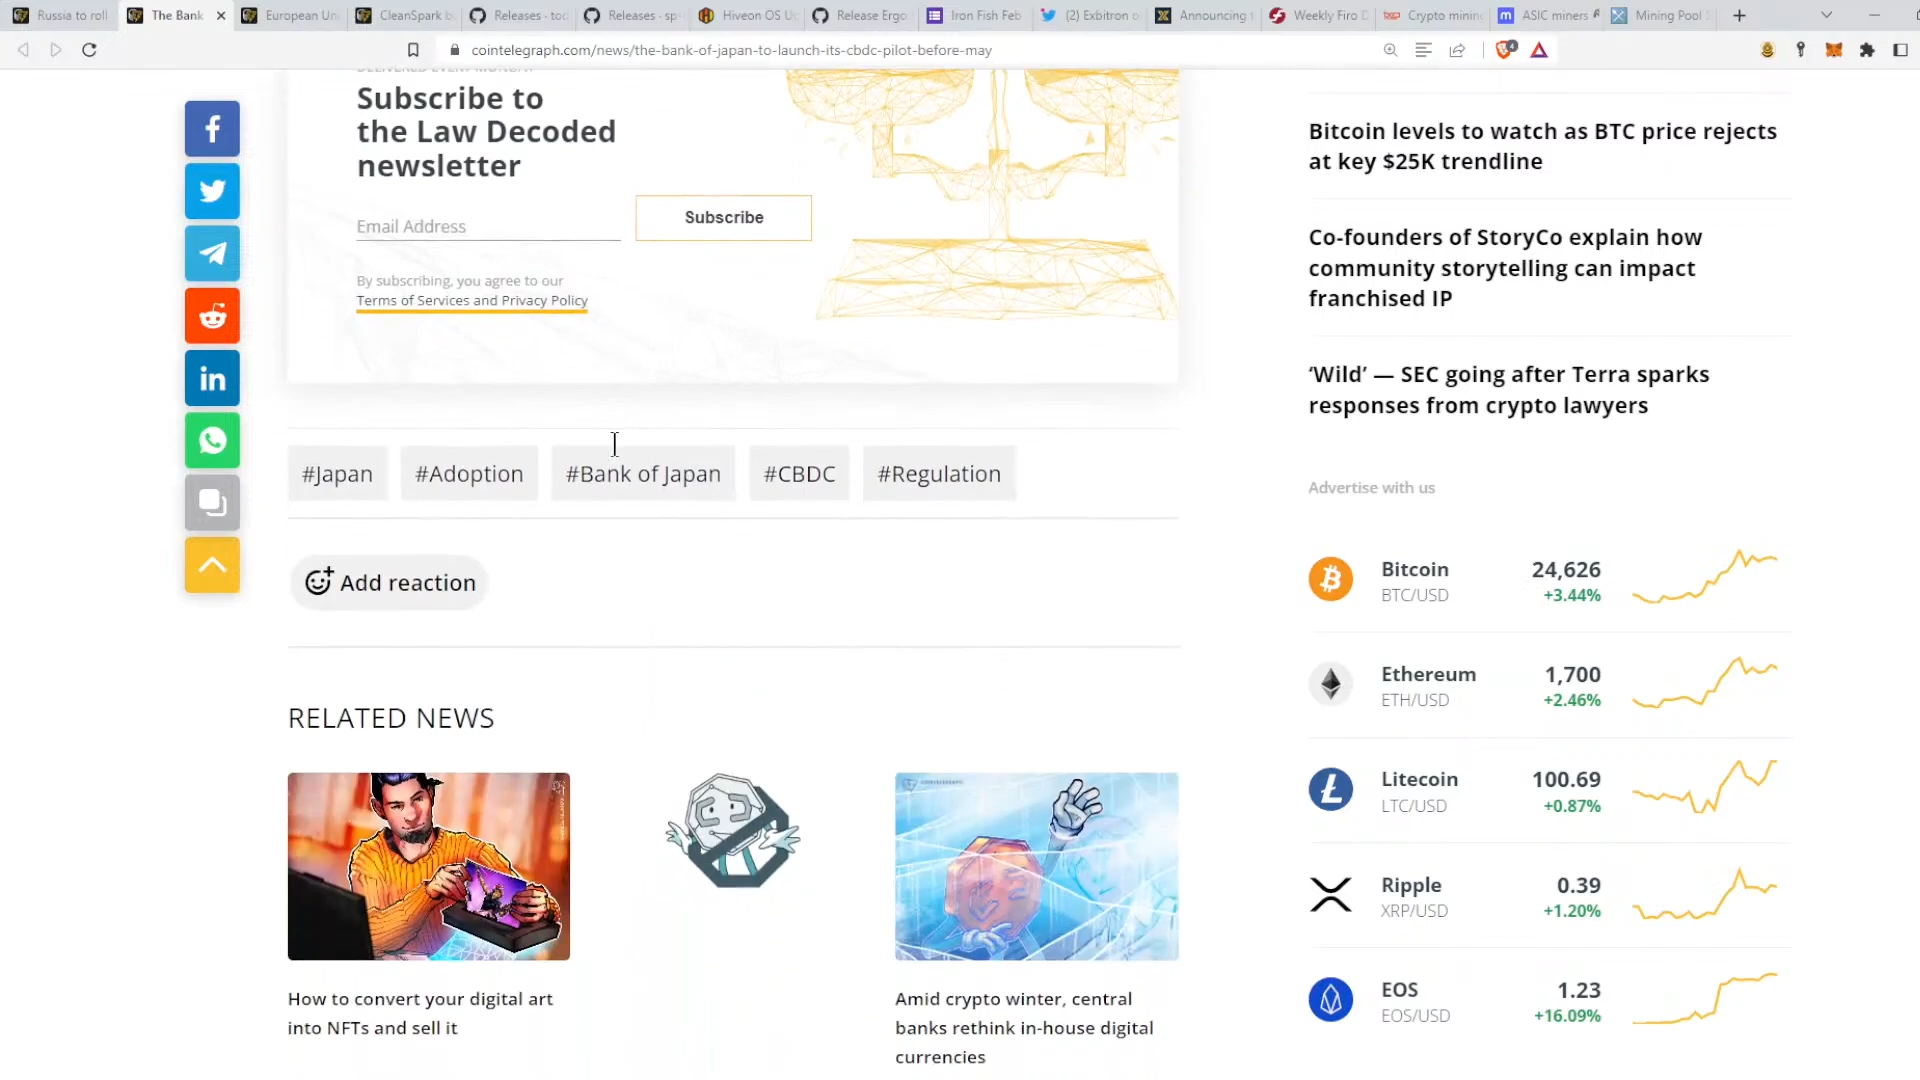 Russia to roll
The Bank
European Un
CleanSpark b
Releases · too
Releases · sp
Hiveon OS U
Release Ergo
Iron Fish Feb
(2) Exbitron o
Announcing
Weekly Firo D
Crypto mining
ASIC miners
Mining Pool
cointelegraph.com/news/the-bank-of-japan-to-launch-its-cbdc-pilot-before-may
Subscribe to
the Law Decoded
newsletter
Email Address
Subscribe
By subscribing, you agree to our
Terms of Services and Privacy Policy
#Japan
#Adoption
#Bank of Japan
#CBDC
#Regulation
Add reaction
RELATED NEWS
How to convert your digital art
into NFTs and sell it
Amid crypto winter, central
banks rethink in-house digital
currencies
Bitcoin levels to watch as BTC price rejects
at key $25K trendline
Co-founders of StoryCo explain how
community storytelling can impact
franchised IP
‘Wild’ — SEC going after Terra sparks
responses from crypto lawyers
Advertise with us
Bitcoin 24,626
BTC/USD +3.44%
Ethereum 1,700
ETH/USD +2.46%
Litecoin 100.69
LTC/USD +0.87%
Ripple 0.39
XRP/USD +1.20%
EOS 1.23
EOS/USD +16.09%